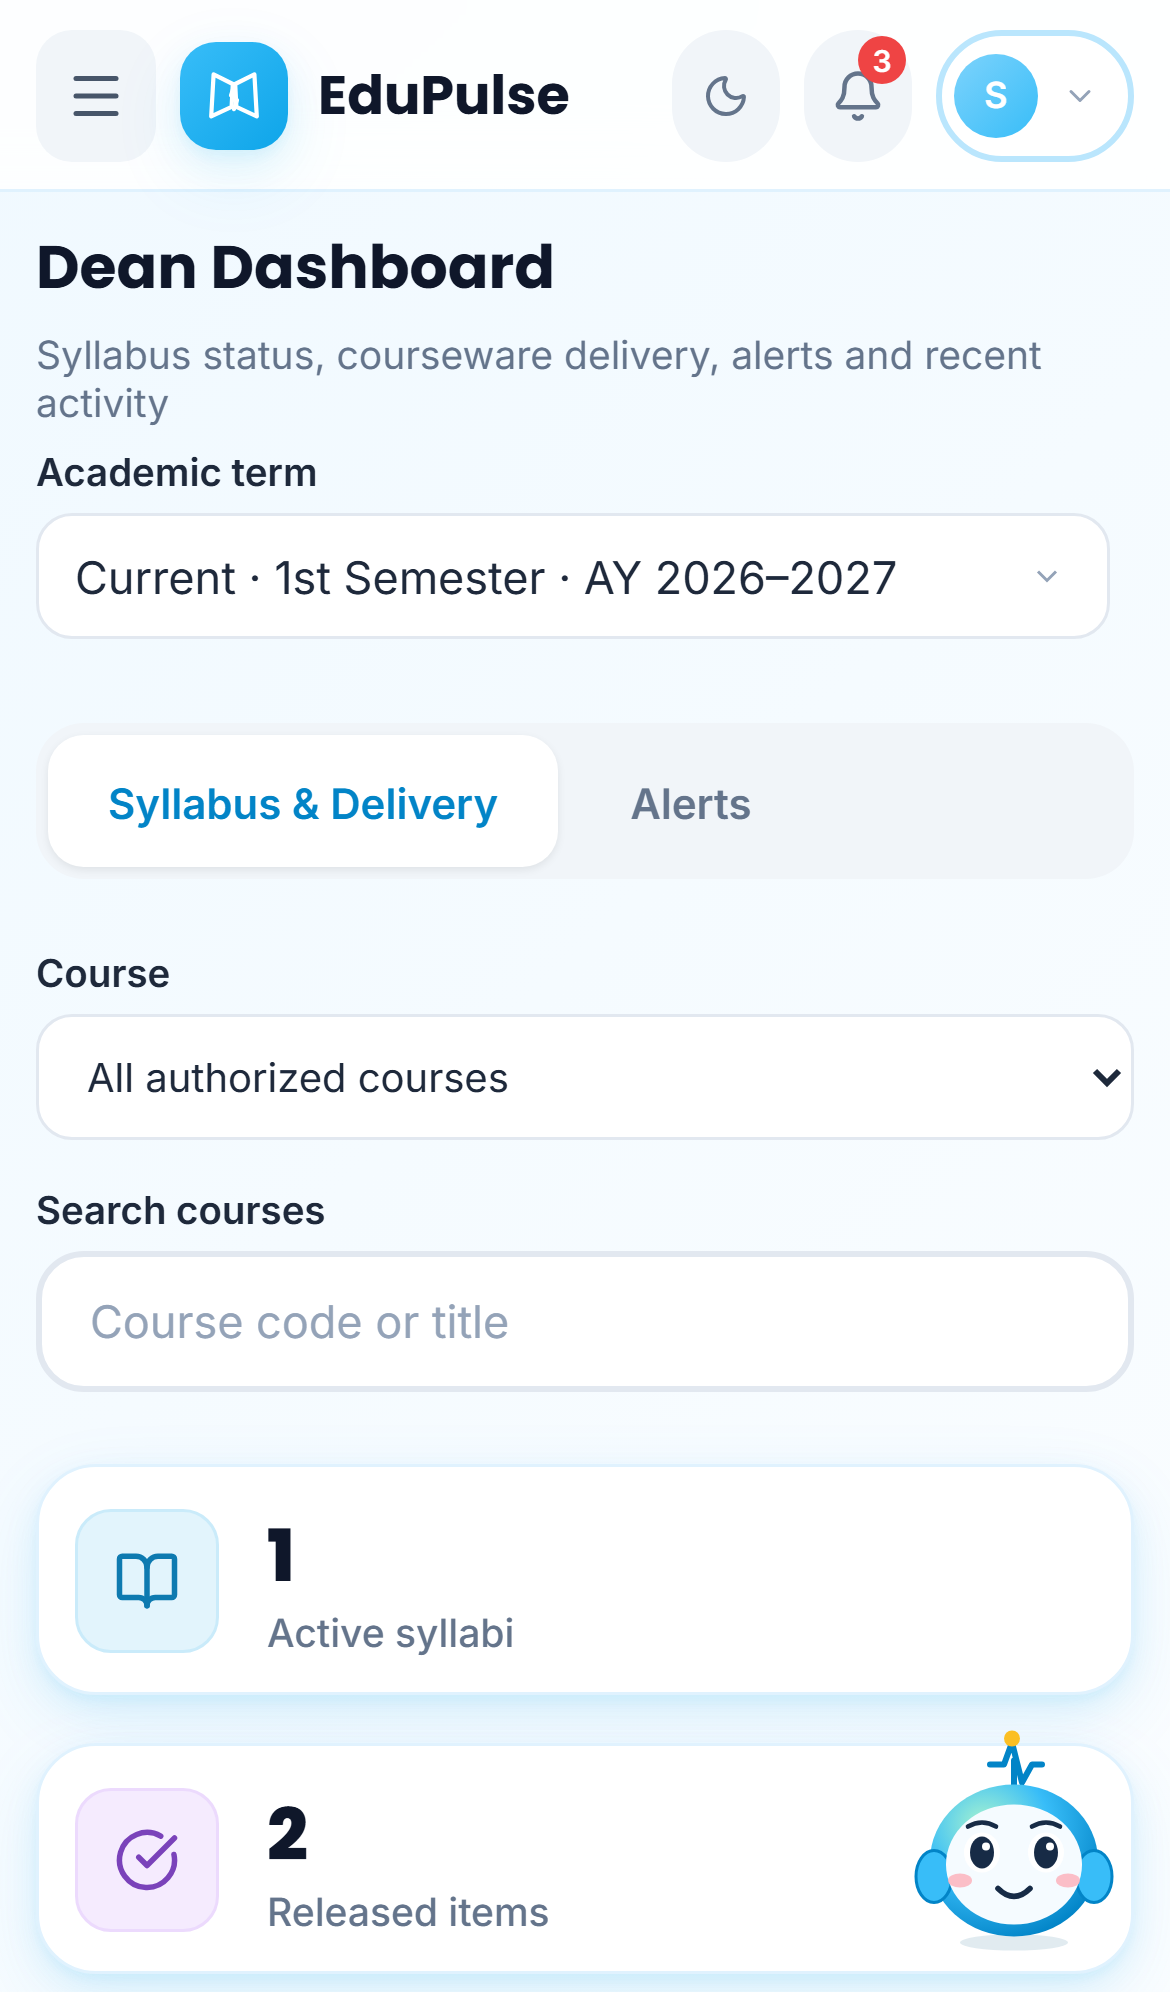 EduPulse
3
S
Dean Dashboard
Syllabus status, courseware delivery, alerts and recent
activity
Academic term
Current · 1st Semester · AY 2026–2027
Syllabus & Delivery
Alerts
Course
All authorized courses
Search courses
Course code or title
1
Active syllabi
2
Released items